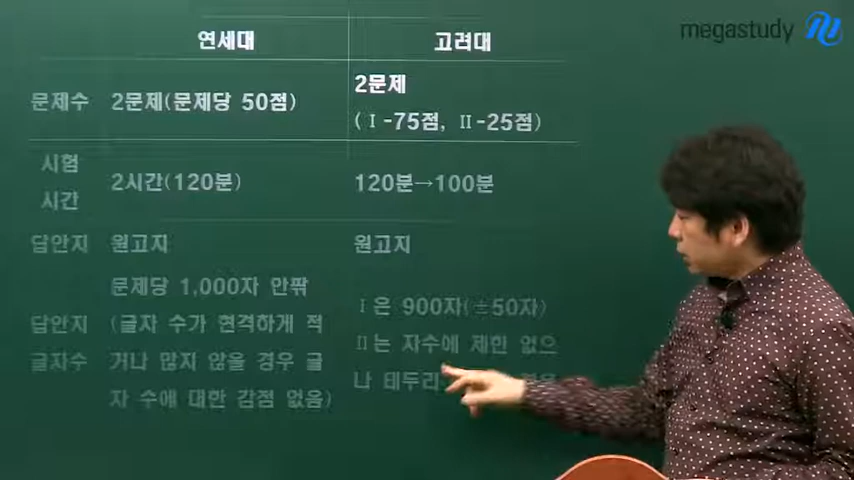 megastudy
연세대 고려대
문제수 2문제(문제당 50점) 2문제
(Ⅰ-75점, Ⅱ-25점)
시험
시간
2시간(120분) 120분→100분
답안지 원고지 원고지
답안지
글자수
문제당 1,000자 안팎
(글자 수가 현격하게 적
거나 많지 않을 경우 글
자 수에 대한 감점 없음)
Ⅰ은 900자(±50자)
Ⅱ는 자수에 제한 없으
나 테두리